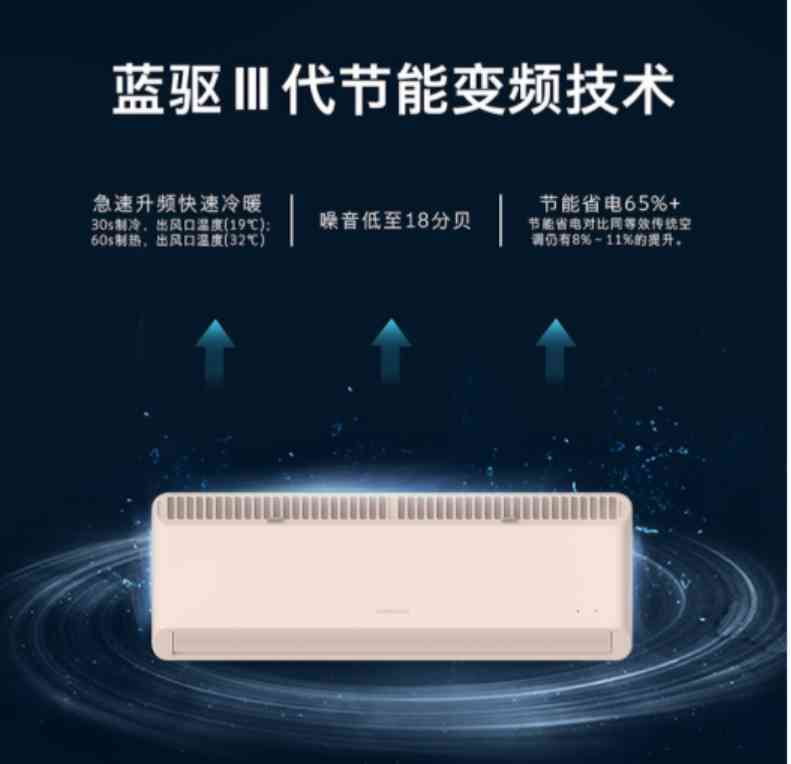 蓝驱Ⅲ代节能变频技术
急速升频快速冷暖
30s制冷、出风口温度(19℃);
60s制热、出风口温度(32℃)
噪音低至18分贝
节能省电65%+
节能省电对比同等效传统空
调仍有8%~11%的提升。